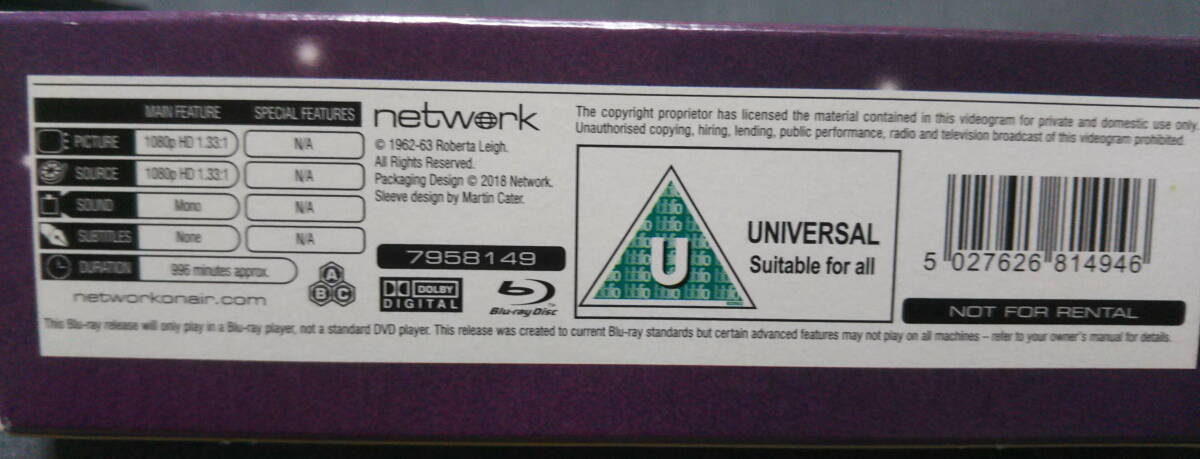 MAIN FEATURE SPECIAL FEATURES
PICTURE 1080p HD 1.33:1 N/A
SOURCE 1080p HD 1.33:1 N/A
SOUND Mono N/A
SUBTITLES None N/A
DURATION 996 minutes approx.
networkonair.com
A
B C
network
© 1962-63 Roberta Leigh.
All Rights Reserved.
Packaging Design © 2018 Network.
Sleeve design by Martin Cater.
7958149
DOLBY
DIGITAL
Blu-ray Disc
The copyright proprietor has licensed the material contained in this videogram for private and domestic use only.
Unauthorised copying, hiring, lending, public performance, radio and television broadcast of this videogram prohibited.
bbfc
U
UNIVERSAL
Suitable for all
5 027626 814946
NOT FOR RENTAL
This Blu-ray release will only play in a Blu-ray player, not a standard DVD player. This release was created to current Blu-ray standards but certain advanced features may not play on all machines – refer to your owner's manual for details.